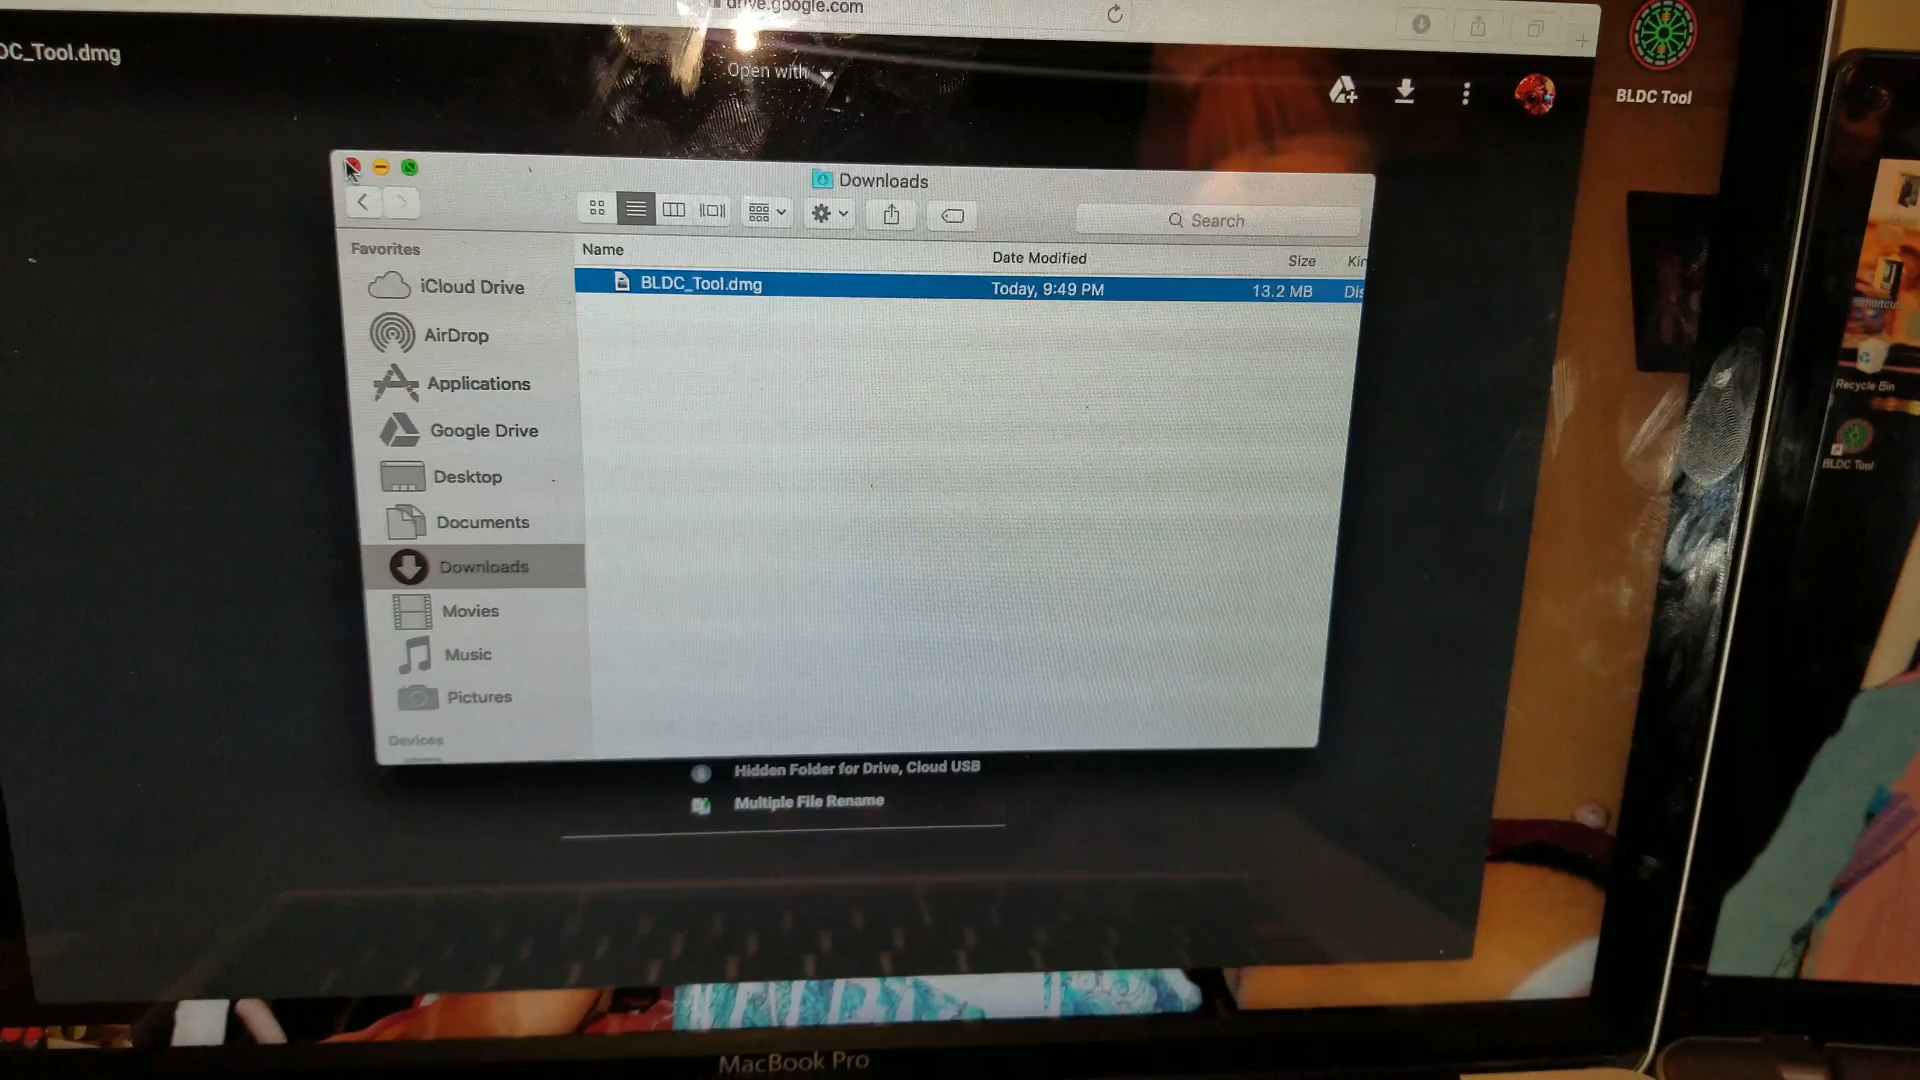 drive.google.com
DC_Tool.dmg
Open with
BLDC Tool
Downloads
Search
Favorites
Name
Date Modified
Size
Kin
iCloud Drive
BLDC_Tool.dmg
Today, 9:49 PM
13.2 MB
Dis
AirDrop
Applications
Google Drive
Desktop
Documents
Downloads
Movies
Music
Pictures
Devices
Hidden Folder for Drive, Cloud USB
Multiple File Rename
MacBook Pro
Recycle Bin
BLDC Tool